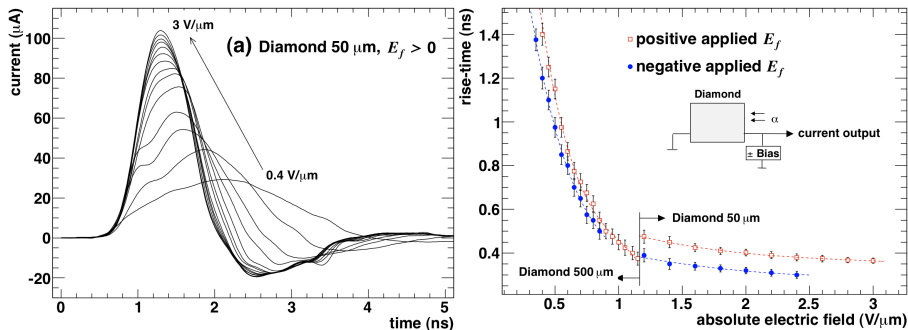 current (μA)
100
80
60
40
20
0
-20
3 V/μm
(a) Diamond 50 μm, E_f > 0
0.4 V/μm
0 1 2 3 4 5
time (ns)
rise-time (ns)
1.4
1.2
1
0.8
0.6
0.4
0.2
positive applied E_f
negative applied E_f
Diamond
α
current output
± Bias
Diamond 50 μm
Diamond 500 μm
0.5 1 1.5 2 2.5 3
absolute electric field (V/μm)